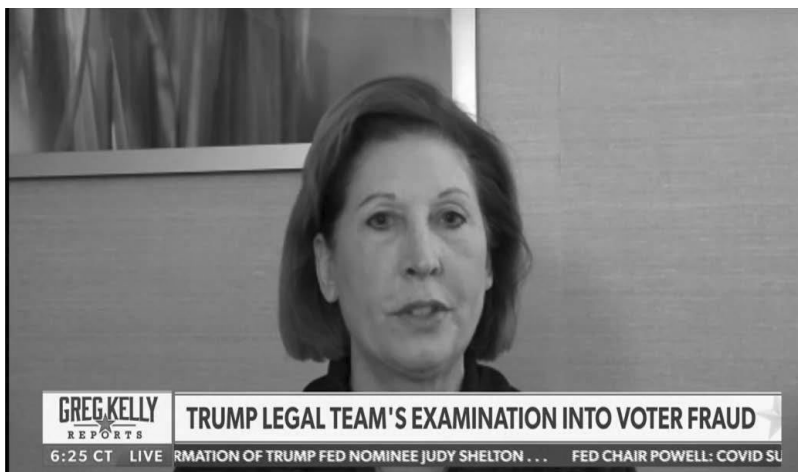 GREG KELLY
REPORTS
TRUMP LEGAL TEAM'S EXAMINATION INTO VOTER FRAUD
6:25 CT LIVE
RMATION OF TRUMP FED NOMINEE JUDY SHELTON ... FED CHAIR POWELL: COVID SU